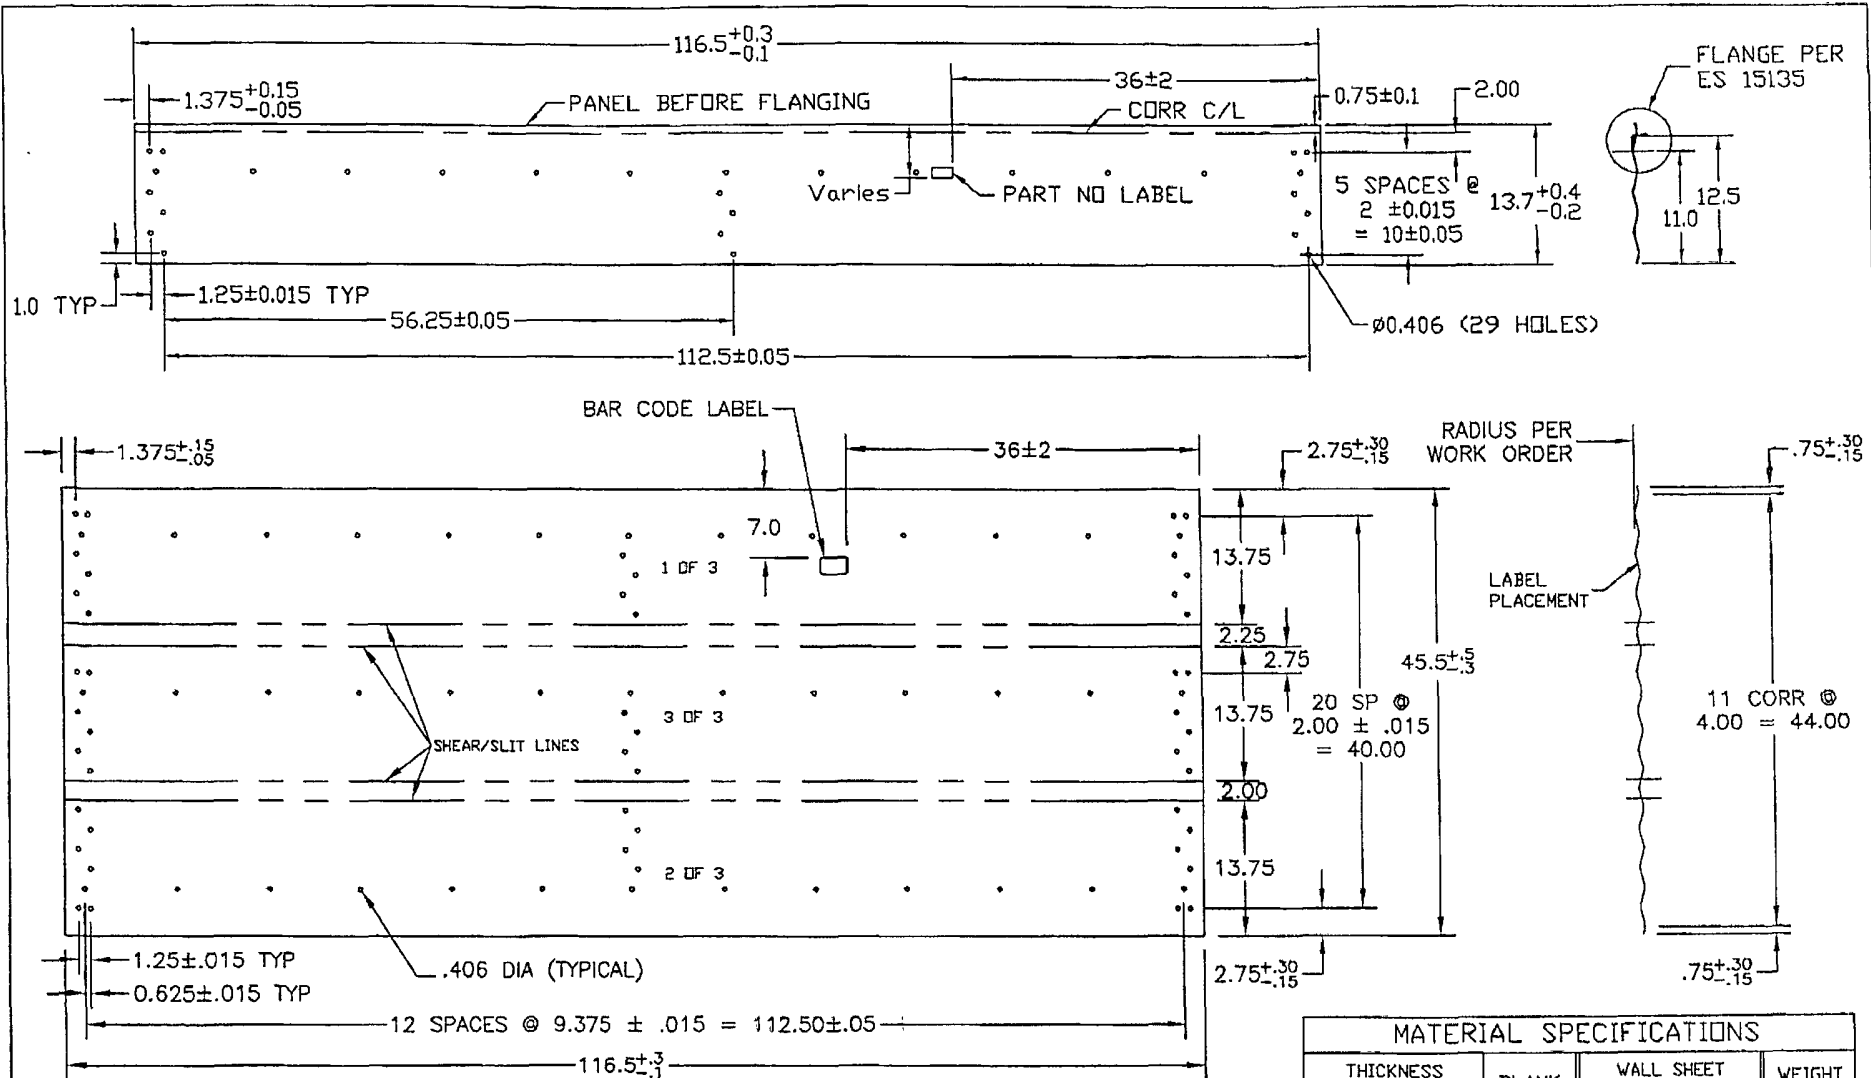 116.5 +0.3 -0.1
36±2
FLANGE PER
ES 15135
1.375 +0.15 -0.05
PANEL BEFORE FLANGING
CORR C/L
0.75±0.1
2.00
Varies
PART NO LABEL
5 SPACES @
2 ±0.015
= 10±0.05
13.7 +0.4 -0.2
11.0
12.5
1.0 TYP
1.25±0.015 TYP
56.25±0.05
ø0.406 (29 HOLES)
112.5±0.05
BAR CODE LABEL
1.375 +.15 -.05
36±2
2.75 +.30 -.15
RADIUS PER
WORK ORDER
.75 +.30 -.15
7.0
1 OF 3
13.75
LABEL
PLACEMENT
2.25
2.75
45.5 +.5 -.3
3 OF 3
13.75
20 SP @
2.00 ± .015
= 40.00
11 CORR @
4.00 = 44.00
SHEAR/SLIT LINES
2.00
2 OF 3
13.75
1.25±.015 TYP
.406 DIA (TYPICAL)
2.75 +.30 -.15
.75 +.30 -.15
0.625±.015 TYP
12 SPACES @ 9.375 ± .015 = 112.50±.05
116.5 +.3 -.1
MATERIAL SPECIFICATIONS
THICKNESS
BLANK
WALL SHEET
WEIGHT